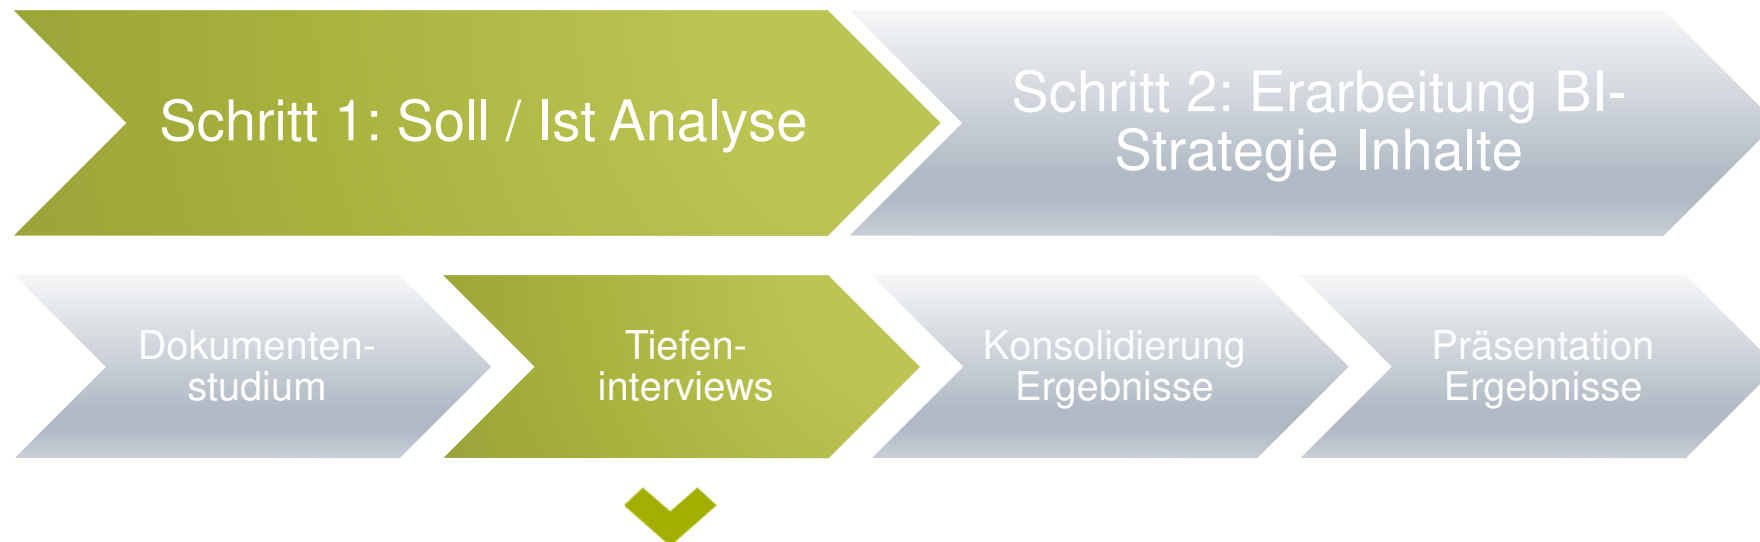 Schritt 1: Soll / Ist Analyse
Schritt 2: Erarbeitung BI-
Strategie Inhalte
Dokumenten-
studium
Tiefen-
interviews
Konsolidierung
Ergebnisse
Präsentation
Ergebnisse